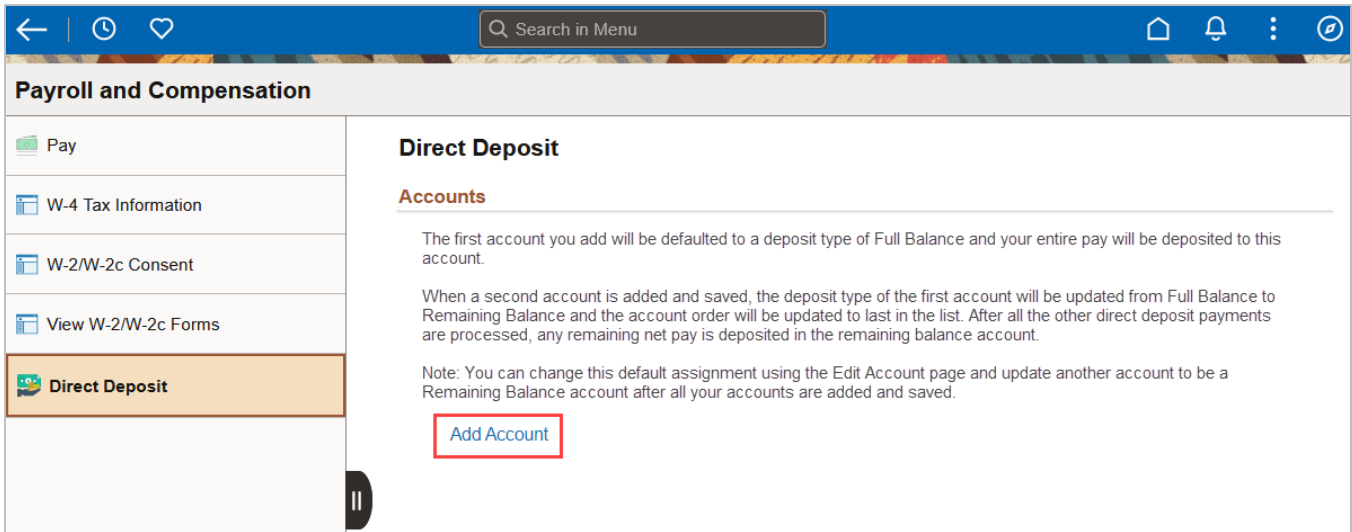 Search in Menu
Payroll and Compensation
Pay
W-4 Tax Information
W-2/W-2c Consent
View W-2/W-2c Forms
Direct Deposit
Direct Deposit
Accounts
The first account you add will be defaulted to a deposit type of Full Balance and your entire pay will be deposited to this
account.
When a second account is added and saved, the deposit type of the first account will be updated from Full Balance to
Remaining Balance and the account order will be updated to last in the list. After all the other direct deposit payments
are processed, any remaining net pay is deposited in the remaining balance account.
Note: You can change this default assignment using the Edit Account page and update another account to be a
Remaining Balance account after all your accounts are added and saved.
Add Account